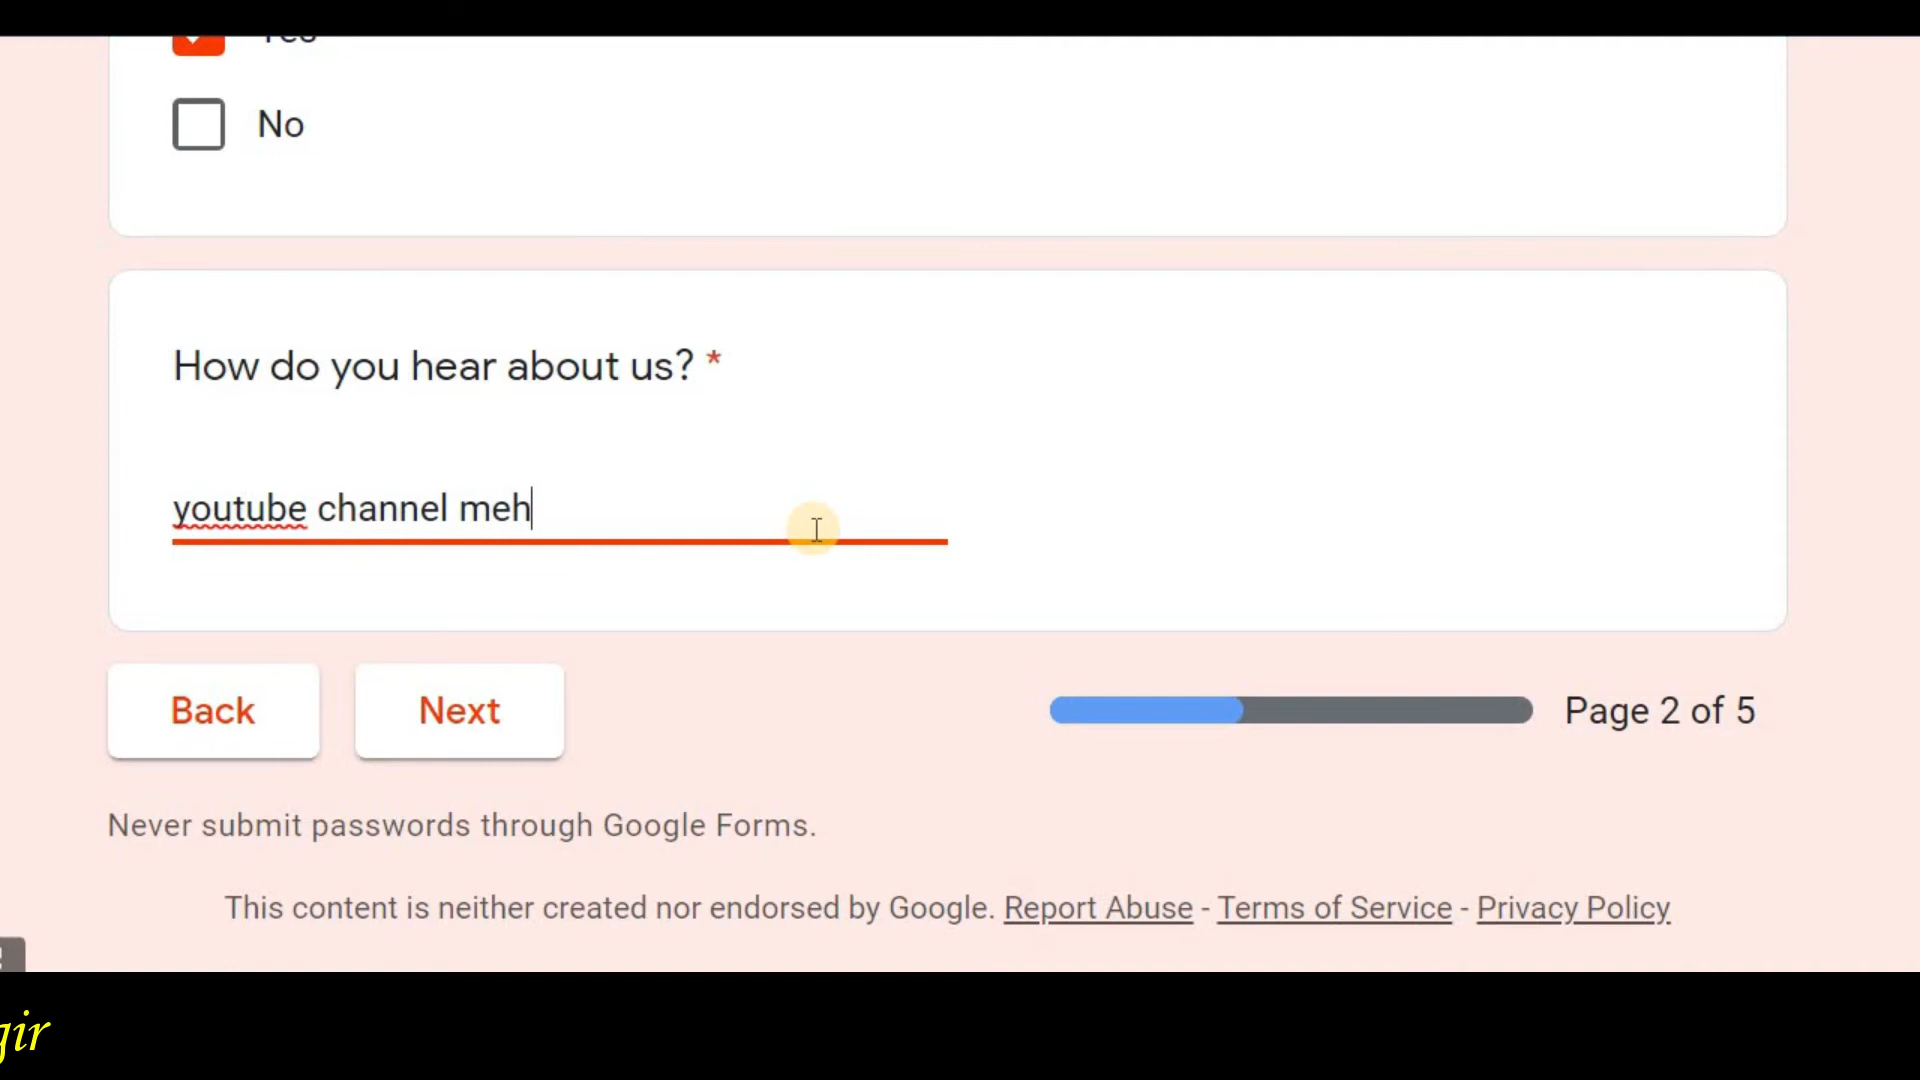 Yes
No
How do you hear about us? *
youtube channel meh
Back
Next
Page 2 of 5
Never submit passwords through Google Forms.
This content is neither created nor endorsed by Google. Report Abuse - Terms of Service - Privacy Policy
gir